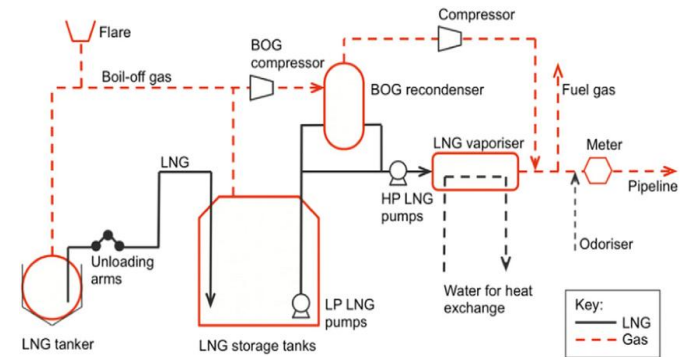 Flare
Compressor
BOG
compressor
Boil-off gas
BOG recondenser
Fuel gas
LNG vaporiser
Meter
LNG
HP LNG
pumps
Pipeline
Odoriser
Unloading
arms
Water for heat
exchange
LP LNG
pumps
LNG tanker
LNG storage tanks
Key:
LNG
Gas